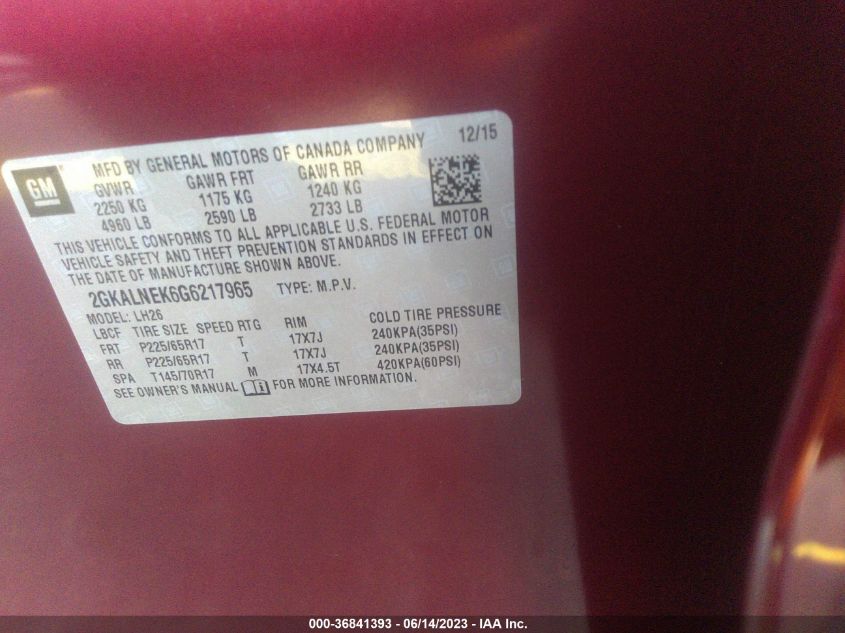 GM
MFD BY GENERAL MOTORS OF CANADA COMPANY 12/15
GVWR GAWR FRT GAWR RR
2250 KG 1175 KG 1240 KG
4960 LB 2590 LB 2733 LB
THIS VEHICLE CONFORMS TO ALL APPLICABLE U.S. FEDERAL MOTOR
VEHICLE SAFETY AND THEFT PREVENTION STANDARDS IN EFFECT ON
THE DATE OF MANUFACTURE SHOWN ABOVE.
2GKALNEK6G6217965 TYPE: M.P.V.
MODEL: LH26
LBCF TIRE SIZE SPEED RTG RIM COLD TIRE PRESSURE
FRT P225/65R17 T 17X7J 240KPA(35PSI)
RR P225/65R17 T 17X7J 240KPA(35PSI)
SPA T145/70R17 M 17X4.5T 420KPA(60PSI)
SEE OWNER'S MANUAL FOR MORE INFORMATION.
000-36841393 - 06/14/2023 - IAA Inc.